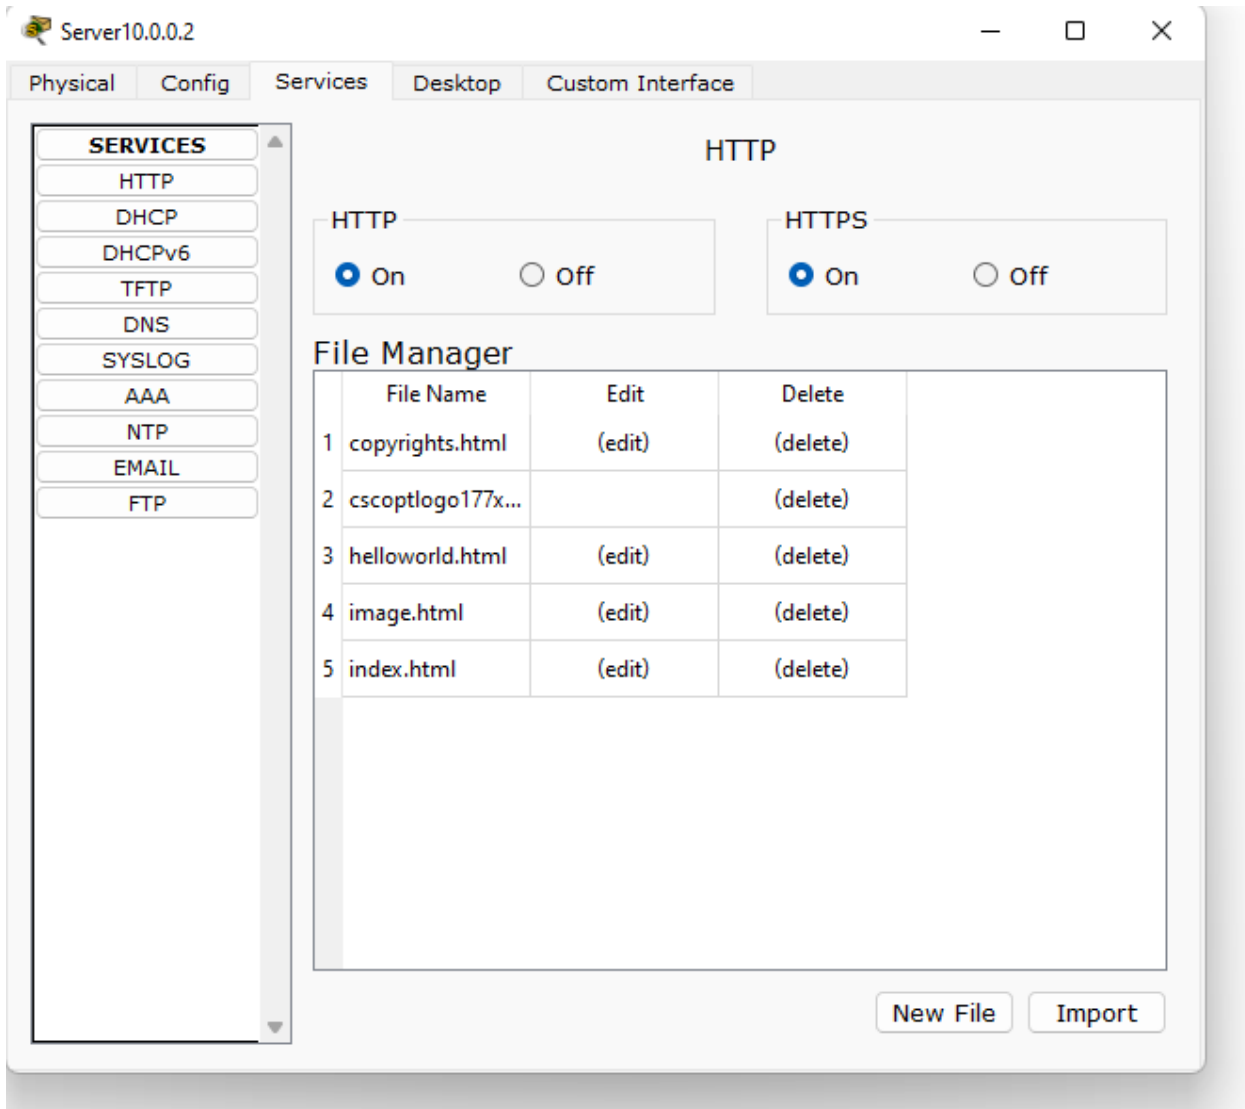 Server10.0.0.2
Physical Config Services Desktop Custom Interface
SERVICES
HTTP
DHCP
DHCPv6
TFTP
DNS
SYSLOG
AAA
NTP
EMAIL
FTP
HTTP
HTTP
On Off
HTTPS
On Off
File Manager
File Name Edit Delete
1 copyrights.html (edit) (delete)
2 cscoptlogo177x... (delete)
3 helloworld.html (edit) (delete)
4 image.html (edit) (delete)
5 index.html (edit) (delete)
New File Import